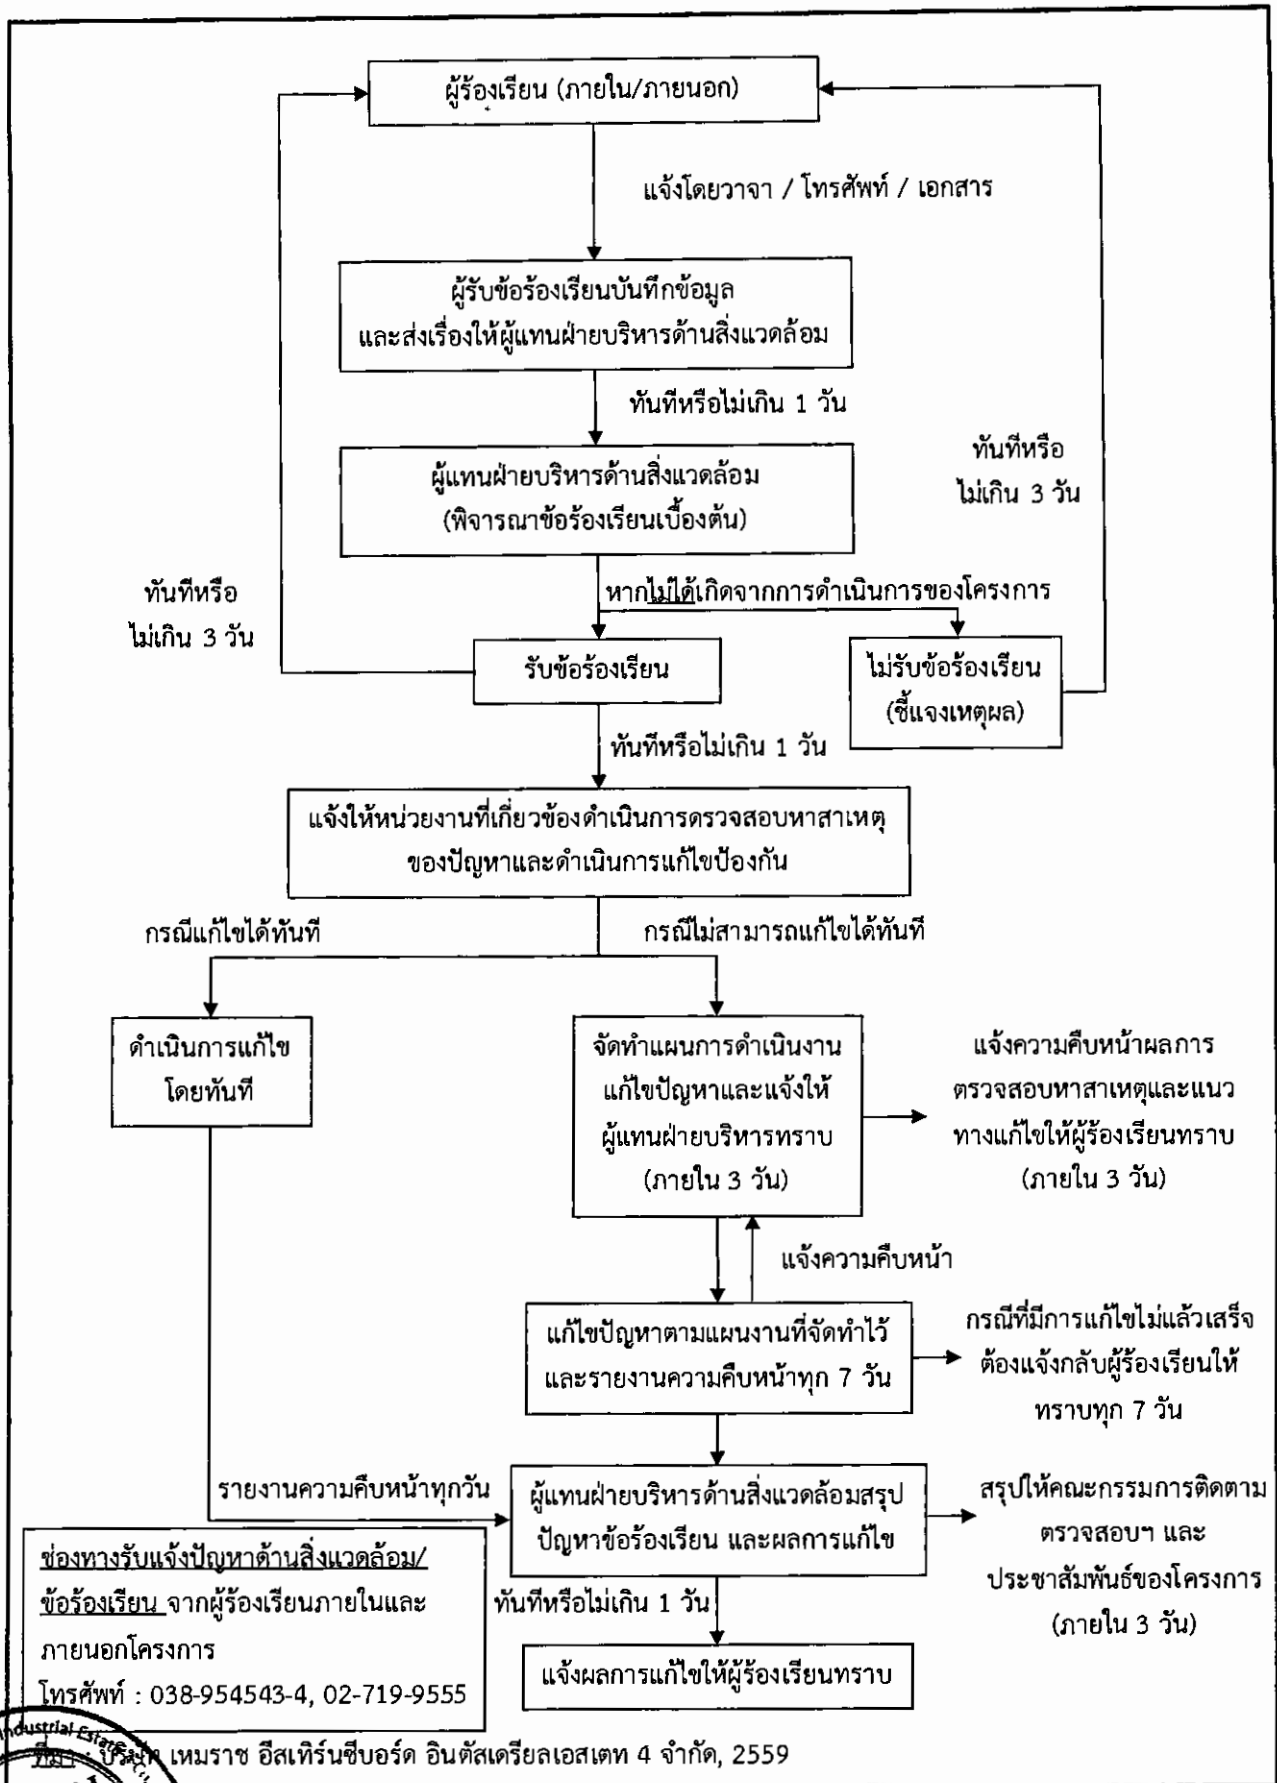 ผู้ร้องเรียน (ภายใน/ภายนอก)
แจ้งโดยวาจา / โทรศัพท์ / เอกสาร
ผู้รับข้อร้องเรียนบันทึกข้อมูล
และส่งเรื่องให้ผู้แทนฝ่ายบริหารด้านสิ่งแวดล้อม
ทันทีหรือไม่เกิน 1 วัน
ผู้แทนฝ่ายบริหารด้านสิ่งแวดล้อม
(พิจารณาข้อร้องเรียนเบื้องต้น)
ทันทีหรือ
ไม่เกิน 3 วัน
ทันทีหรือ
ไม่เกิน 3 วัน
หากไม่ได้เกิดจากการดำเนินการของโครงการ
รับข้อร้องเรียน
ไม่รับข้อร้องเรียน
(ชี้แจงเหตุผล)
ทันทีหรือไม่เกิน 1 วัน
แจ้งให้หน่วยงานที่เกี่ยวข้องดำเนินการตรวจสอบหาสาเหตุ
ของปัญหาและดำเนินการแก้ไขป้องกัน
กรณีแก้ไขได้ทันที
กรณีไม่สามารถแก้ไขได้ทันที
ดำเนินการแก้ไข
โดยทันที
จัดทำแผนการดำเนินงาน
แก้ไขปัญหาและแจ้งให้
ผู้แทนฝ่ายบริหารทราบ
(ภายใน 3 วัน)
แจ้งความคืบหน้าผลการ
ตรวจสอบหาสาเหตุและแนว
ทางแก้ไขให้ผู้ร้องเรียนทราบ
(ภายใน 3 วัน)
แจ้งความคืบหน้า
แก้ไขปัญหาตามแผนงานที่จัดทำไว้
และรายงานความคืบหน้าทุก 7 วัน
กรณีที่มีการแก้ไขไม่แล้วเสร็จ
ต้องแจ้งกลับผู้ร้องเรียนให้
ทราบทุก 7 วัน
รายงานความคืบหน้าทุกวัน
ผู้แทนฝ่ายบริหารด้านสิ่งแวดล้อมสรุป
ปัญหาข้อร้องเรียน และผลการแก้ไข
สรุปให้คณะกรรมการติดตาม
ตรวจสอบฯ และ
ประชาสัมพันธ์ของโครงการ
(ภายใน 3 วัน)
ทันทีหรือไม่เกิน 1 วัน
แจ้งผลการแก้ไขให้ผู้ร้องเรียนทราบ
ช่องทางรับแจ้งปัญหาด้านสิ่งแวดล้อม/
ข้อร้องเรียน จากผู้ร้องเรียนภายในและ
ภายนอกโครงการ
โทรศัพท์ : 038-954543-4, 02-719-9555
ที่มา : บริษัท เหมราช อีสเทิร์นซีบอร์ด อินดัสเตรียลเอสเตท 4 จำกัด, 2559
Industrial Estate